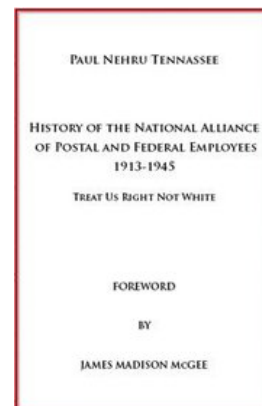 PAUL NEHRU TENNASSEE
HISTORY OF THE NATIONAL ALLIANCE
OF POSTAL AND FEDERAL EMPLOYEES
1913-1945
TREAT US RIGHT NOT WHITE
FOREWORD
BY
JAMES MADISON MCGEE